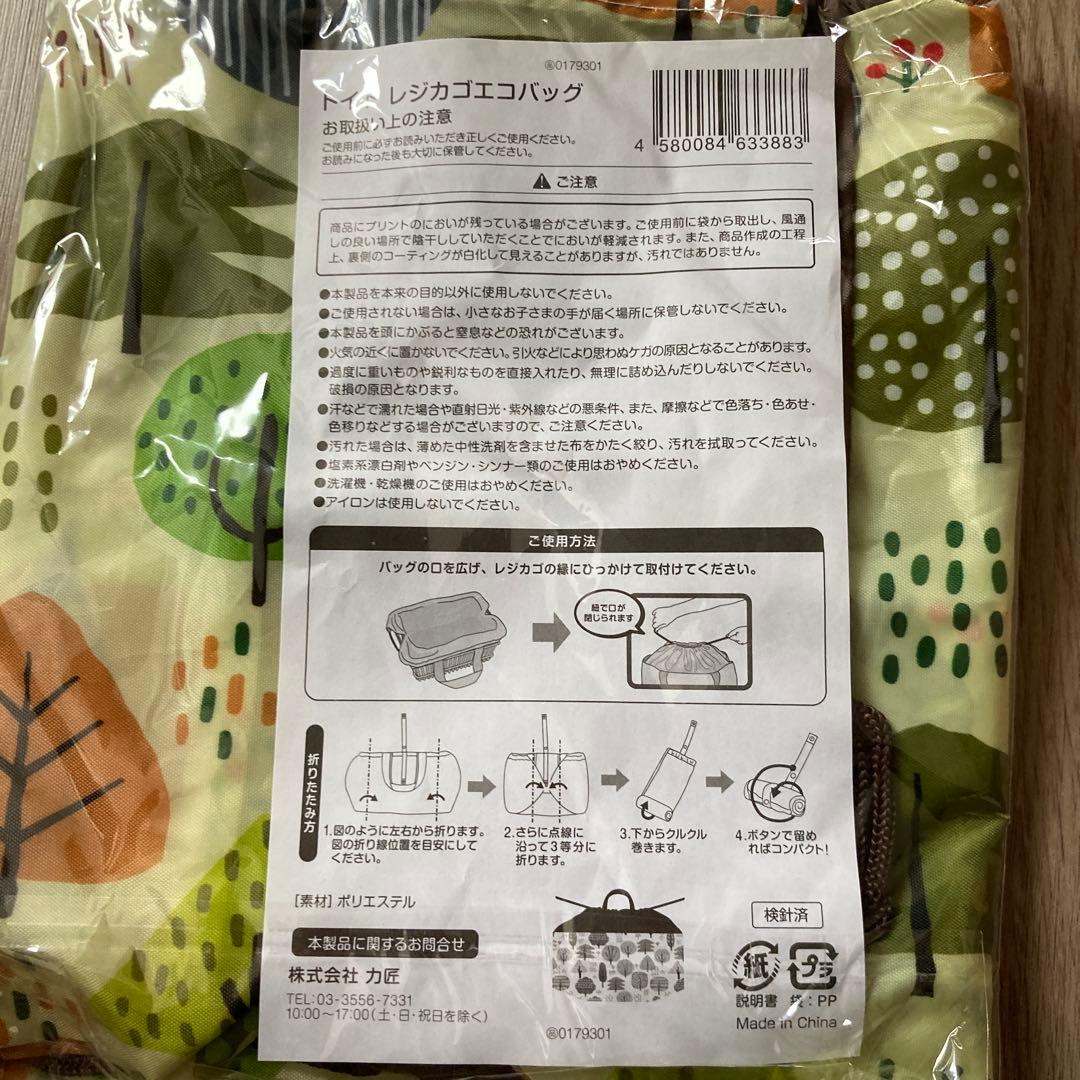 ㊝0179301
レジカゴエコバッグ
お取扱い上の注意
ご使用前に必ずお読みいただき正しくご使用ください。
お読みになった後も大切に保管してください。
4 580084 633883
ご注意
商品にプリントのにおいが残っている場合がございます。ご使用前に袋から取出し、風通
しの良い場所で陰干ししていただくことでにおいが軽減されます。また、商品作成の工程
上、裏側のコーティングが白化して見えることがありますが、汚れではありません。
●本製品を本来の目的以外に使用しないでください。
●ご使用されない場合は、小さなお子さまの手が届く場所に保管しないでください。
●本製品を頭にかぶると窒息などの恐れがございます。
●火気の近くに置かないでください。引火などにより思わぬケガの原因となることがあります。
●過度に重いものや鋭利なものを直接入れたり、無理に詰め込んだりしないでください。
破損の原因となります。
●汗などで濡れた場合や直射日光・紫外線などの悪条件、また、摩擦などで色落ち・色あせ・
色移りなどする場合がございますので、ご注意ください。
●汚れた場合は、薄めた中性洗剤を含ませた布をかたく絞り、汚れを拭取ってください。
●塩素系漂白剤やベンジン・シンナー類のご使用はおやめください。
●洗濯機・乾燥機のご使用はおやめください。
●アイロンは使用しないでください。
ご使用方法
バッグの口を広げ、レジカゴの縁にひっかけて取付けてください。
紐で口が
閉じられます
折りたたみ方
1.図のように左右から折ります。
図の折り線位置を目安にして
ください。
2.さらに点線に
沿って3等分に
折ります。
3.下からクルクル
巻きます。
4.ボタンで留め
ればコンパクト!
[素材]ポリエステル
検針済
本製品に関するお問合せ
株式会社 力匠
TEL:03-3556-7331
10:00〜17:00(土・日・祝日を除く)
紙
プラ
説明書 袋:PP
Made in China
㊝0179301